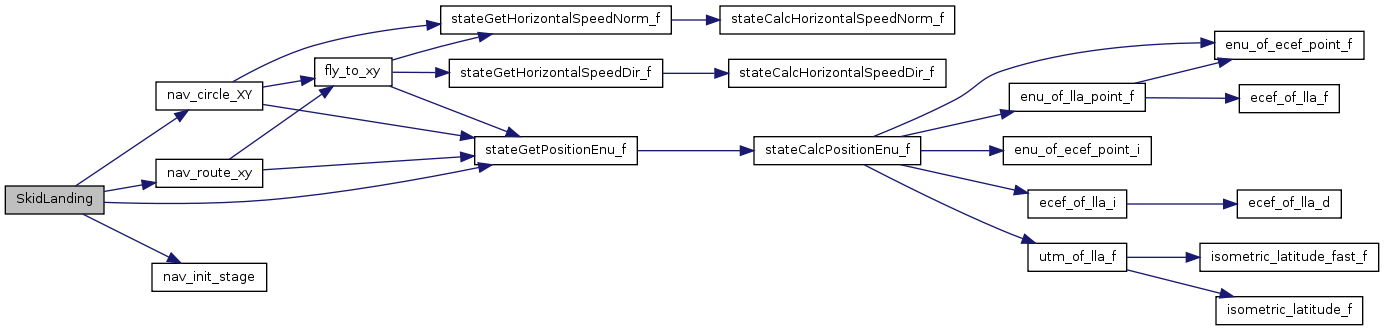 SkidLanding
nav_circle_XY
nav_route_xy
nav_init_stage
fly_to_xy
stateGetHorizontalSpeedNorm_f
stateGetHorizontalSpeedDir_f
stateGetPositionEnu_f
stateCalcHorizontalSpeedNorm_f
stateCalcHorizontalSpeedDir_f
stateCalcPositionEnu_f
enu_of_lla_point_f
enu_of_ecef_point_i
ecef_of_lla_i
utm_of_lla_f
enu_of_ecef_point_f
ecef_of_lla_f
ecef_of_lla_d
isometric_latitude_fast_f
isometric_latitude_f